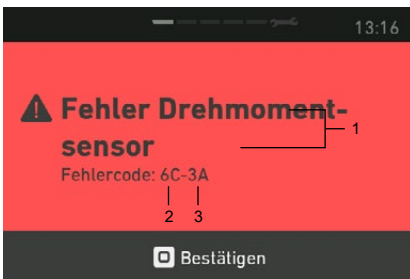 13:16
Fehler Drehmoment-
sensor
1
Fehlercode: 6C-3A
2 3
Bestätigen